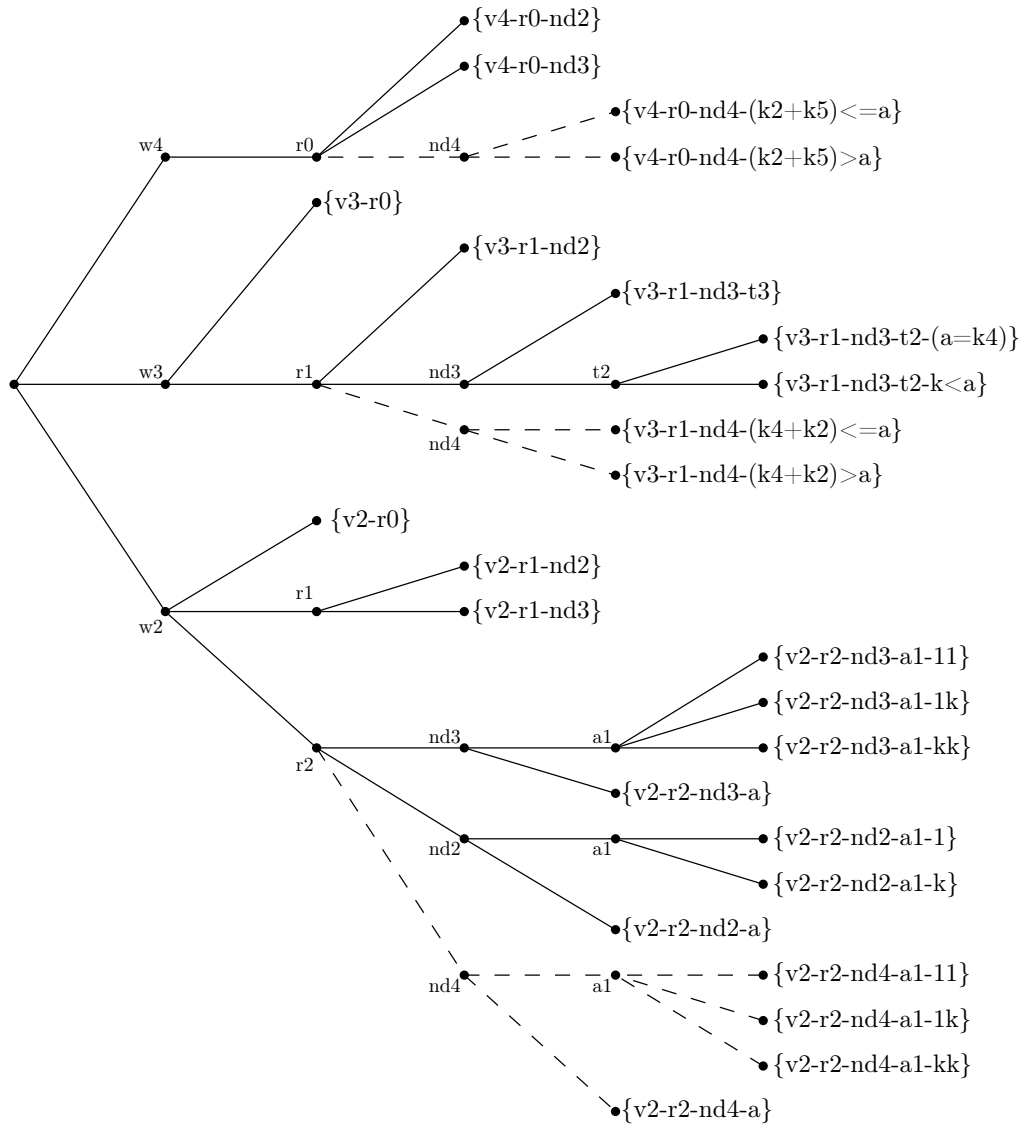 {v4-r0-nd2}
{v4-r0-nd3}
{v4-r0-nd4-(k2+k5)<=a}
w4 r0 nd4 {v4-r0-nd4-(k2+k5)>a}
{v3-r0}
{v3-r1-nd2}
{v3-r1-nd3-t3}
{v3-r1-nd3-t2-(a=k4)}
w3 r1 nd3 t2 {v3-r1-nd3-t2-k<a}
nd4 {v3-r1-nd4-(k4+k2)<=a}
{v3-r1-nd4-(k4+k2)>a}
{v2-r0}
{v2-r1-nd2}
w2 r1 {v2-r1-nd3}
{v2-r2-nd3-a1-11}
{v2-r2-nd3-a1-1k}
r2 nd3 a1 {v2-r2-nd3-a1-kk}
{v2-r2-nd3-a}
nd2 a1 {v2-r2-nd2-a1-1}
{v2-r2-nd2-a1-k}
{v2-r2-nd2-a}
nd4 a1 {v2-r2-nd4-a1-11}
{v2-r2-nd4-a1-1k}
{v2-r2-nd4-a1-kk}
{v2-r2-nd4-a}